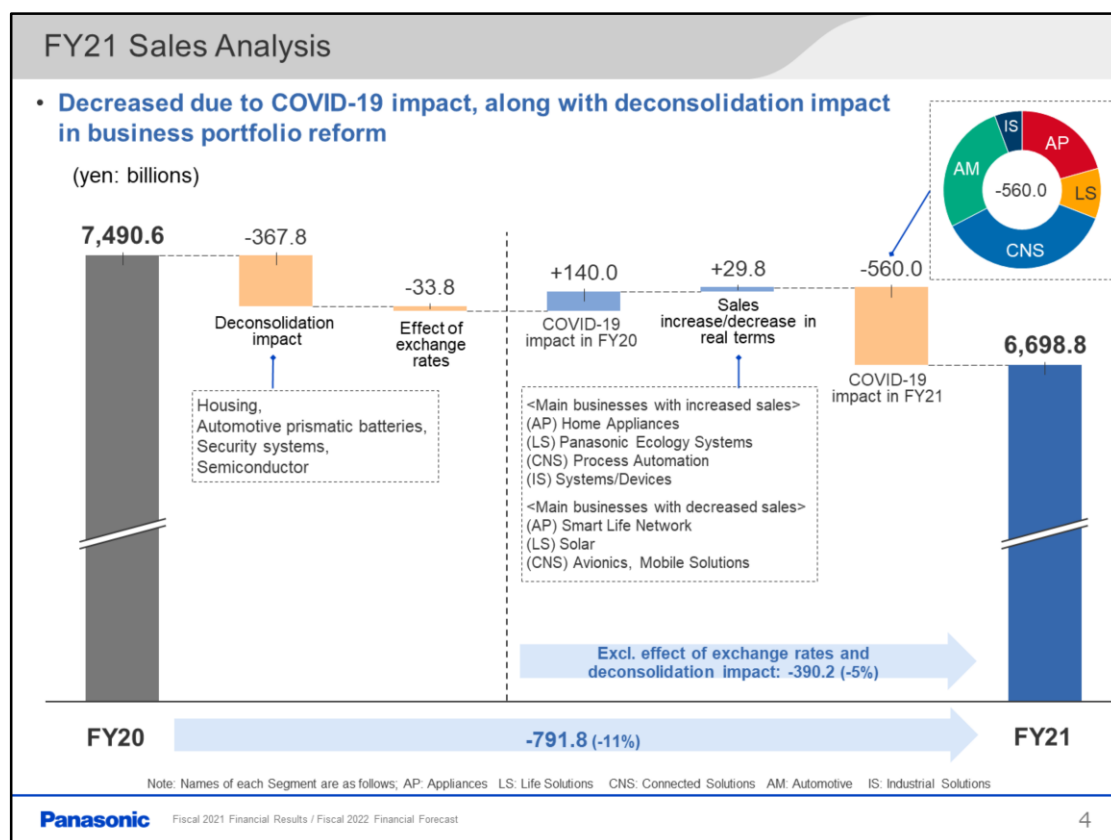 FY21 Sales Analysis
• Decreased due to COVID-19 impact, along with deconsolidation impact
in business portfolio reform
(yen: billions)
IS
AP
AM
LS
-560.0
CNS
7,490.6
-367.8
-33.8
+140.0
+29.8
-560.0
6,698.8
Deconsolidation
impact
Effect of
exchange
rates
COVID-19
impact in FY20
Sales
increase/decrease in
real terms
COVID-19
impact in FY21
Housing,
Automotive prismatic batteries,
Security systems,
Semiconductor
<Main businesses with increased sales>
(AP) Home Appliances
(LS) Panasonic Ecology Systems
(CNS) Process Automation
(IS) Systems/Devices
<Main businesses with decreased sales>
(AP) Smart Life Network
(LS) Solar
(CNS) Avionics, Mobile Solutions
Excl. effect of exchange rates and
deconsolidation impact: -390.2 (-5%)
FY20
-791.8 (-11%)
FY21
Note: Names of each Segment are as follows; AP: Appliances LS: Life Solutions CNS: Connected Solutions AM: Automotive IS: Industrial Solutions
Panasonic
Fiscal 2021 Financial Results / Fiscal 2022 Financial Forecast
4